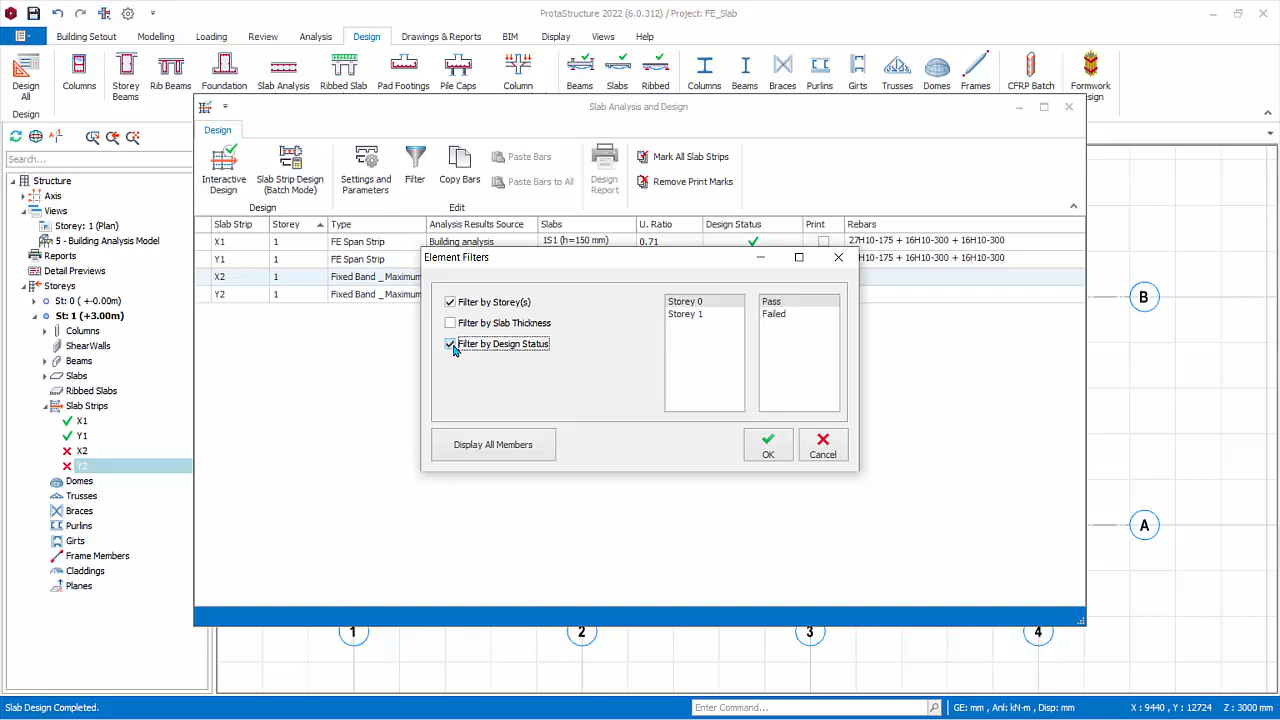 ProtaStructure 2022 (6.0.312) / Project: FE_Slab
Building Setout Modelling Loading Review Analysis Design Drawings & Reports BIM Display Views Help
Design All Columns Storey Beams Rib Beams Foundation Slab Analysis Ribbed Slab Pad Footings Pile Caps Column Beams Slabs Ribbed Columns Beams Braces Purlins Girts Trusses Domes Frames CFRP Batch Formwork
Design
Slab Analysis and Design
Design
Search...
Interactive Design
Slab Strip Design (Batch Mode)
Settings and Parameters
Filter
Copy Bars
Paste Bars
Paste Bars to All
Design Report
Mark All Slab Strips
Remove Print Marks
Design Edit
Slab Strip Storey Type Analysis Results Source Slabs U. Ratio Design Status Print Rebars
X1 1 FE Span Strip Building analysis 1S1 (h=150 mm) 0.71 27H10-175 + 16H10-300 + 16H10-300
Y1 1 FE Span Strip H10-175 + 16H10-300 + 16H10-300
X2 1 Fixed Band _ Maximum
Y2 1 Fixed Band _ Maximum
Element Filters
Filter by Storey(s)
Filter by Slab Thickness
Filter by Design Status
Storey 0
Storey 1
Pass
Failed
Display All Members
OK
Cancel
Structure
Axis
Views
Storey: 1 (Plan)
5 - Building Analysis Model
Reports
Detail Previews
Storeys
St: 0 (+-0.00m)
St: 1 (+3.00m)
Columns
ShearWalls
Beams
Slabs
Ribbed Slabs
Slab Strips
X1
Y1
X2
Y2
Domes
Trusses
Braces
Purlins
Girts
Frame Members
Claddings
Planes
B
A
1 2 3 4
Slab Design Completed.
Enter Command...
GE: mm , Anl: kN-m , Disp: mm
X : 9440 , Y : 12724
Z : 3000 mm